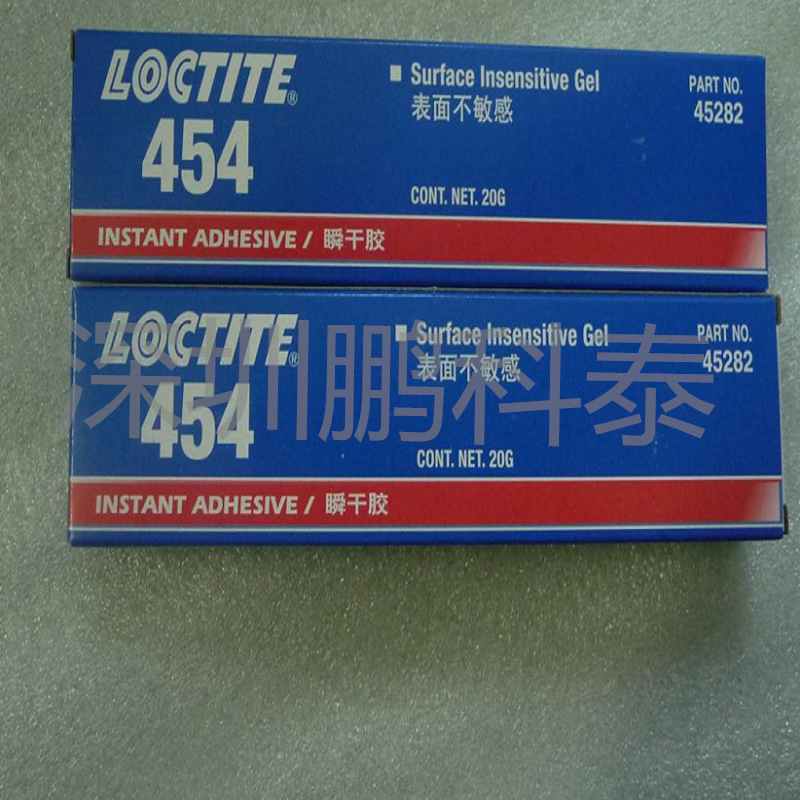 LOCTITE®
454
■ Surface Insensitive Gel
表面不敏感
CONT. NET. 20G
PART NO.
45282
INSTANT ADHESIVE / 瞬干胶
LOCTITE®
454
■ Surface Insensitive Gel
表面不敏感
CONT. NET. 20G
PART NO.
45282
INSTANT ADHESIVE / 瞬干胶
深圳鹏科泰